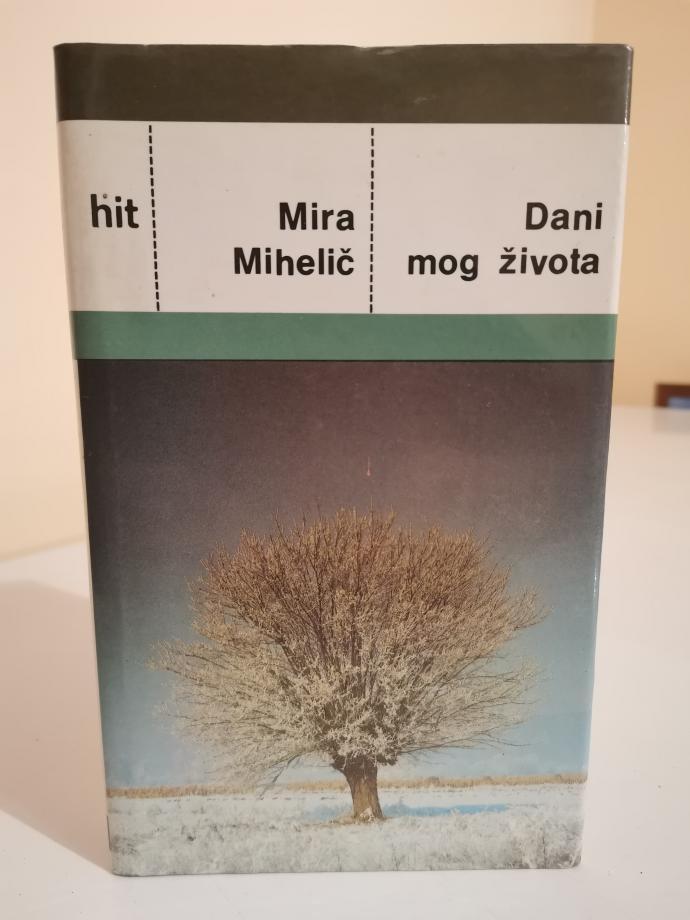 hit
Mira
Mihelič
Dani
mog života